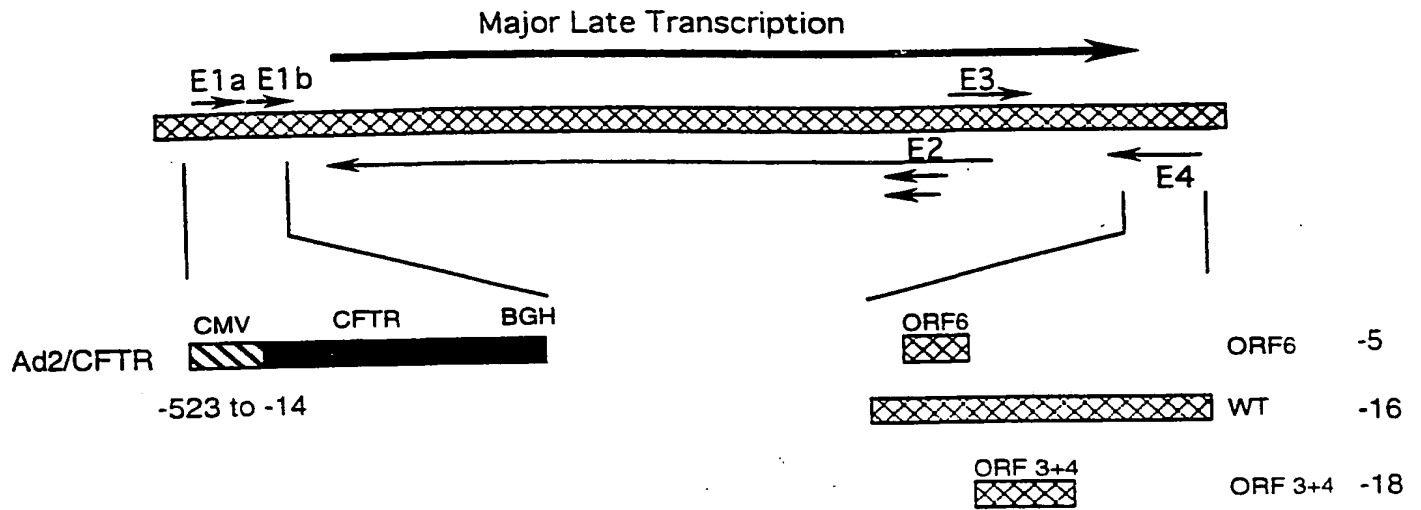 Major Late Transcription
E1a E1b
E3
E2
E4
CMV CFTR BGH
Ad2/CFTR
-523 to -14
ORF6
ORF6 -5
WT -16
ORF 3+4
ORF 3+4 -18